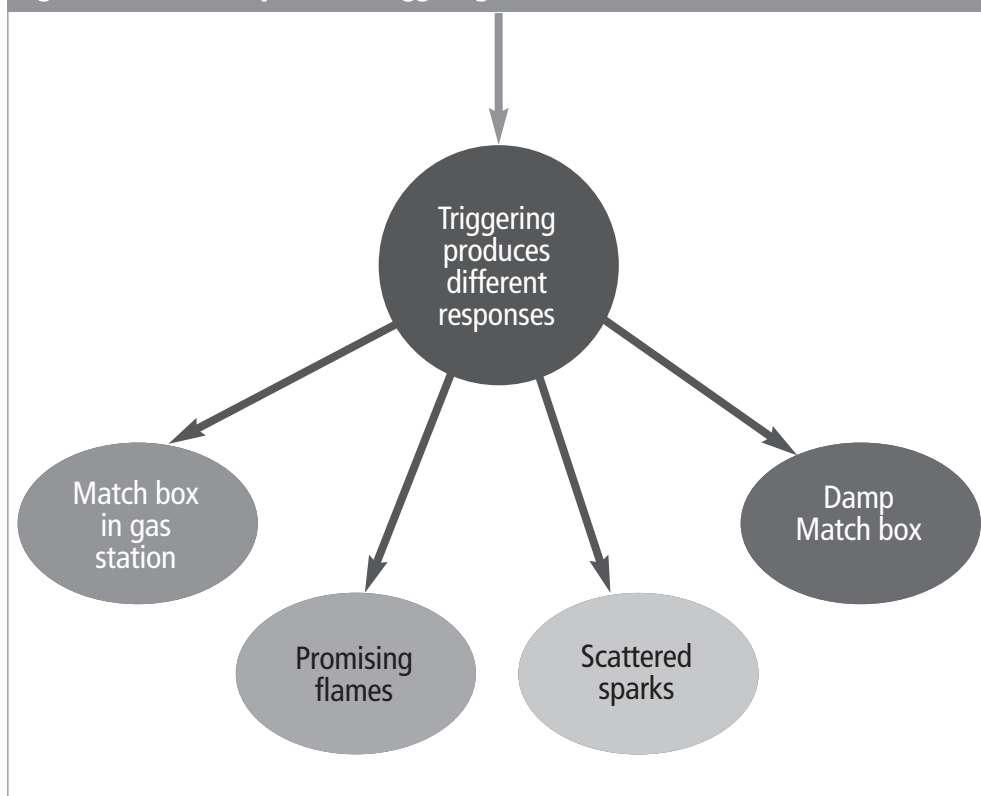 Triggering
produces
different
responses
Match box
in gas
station
Promising
flames
Scattered
sparks
Damp
Match box